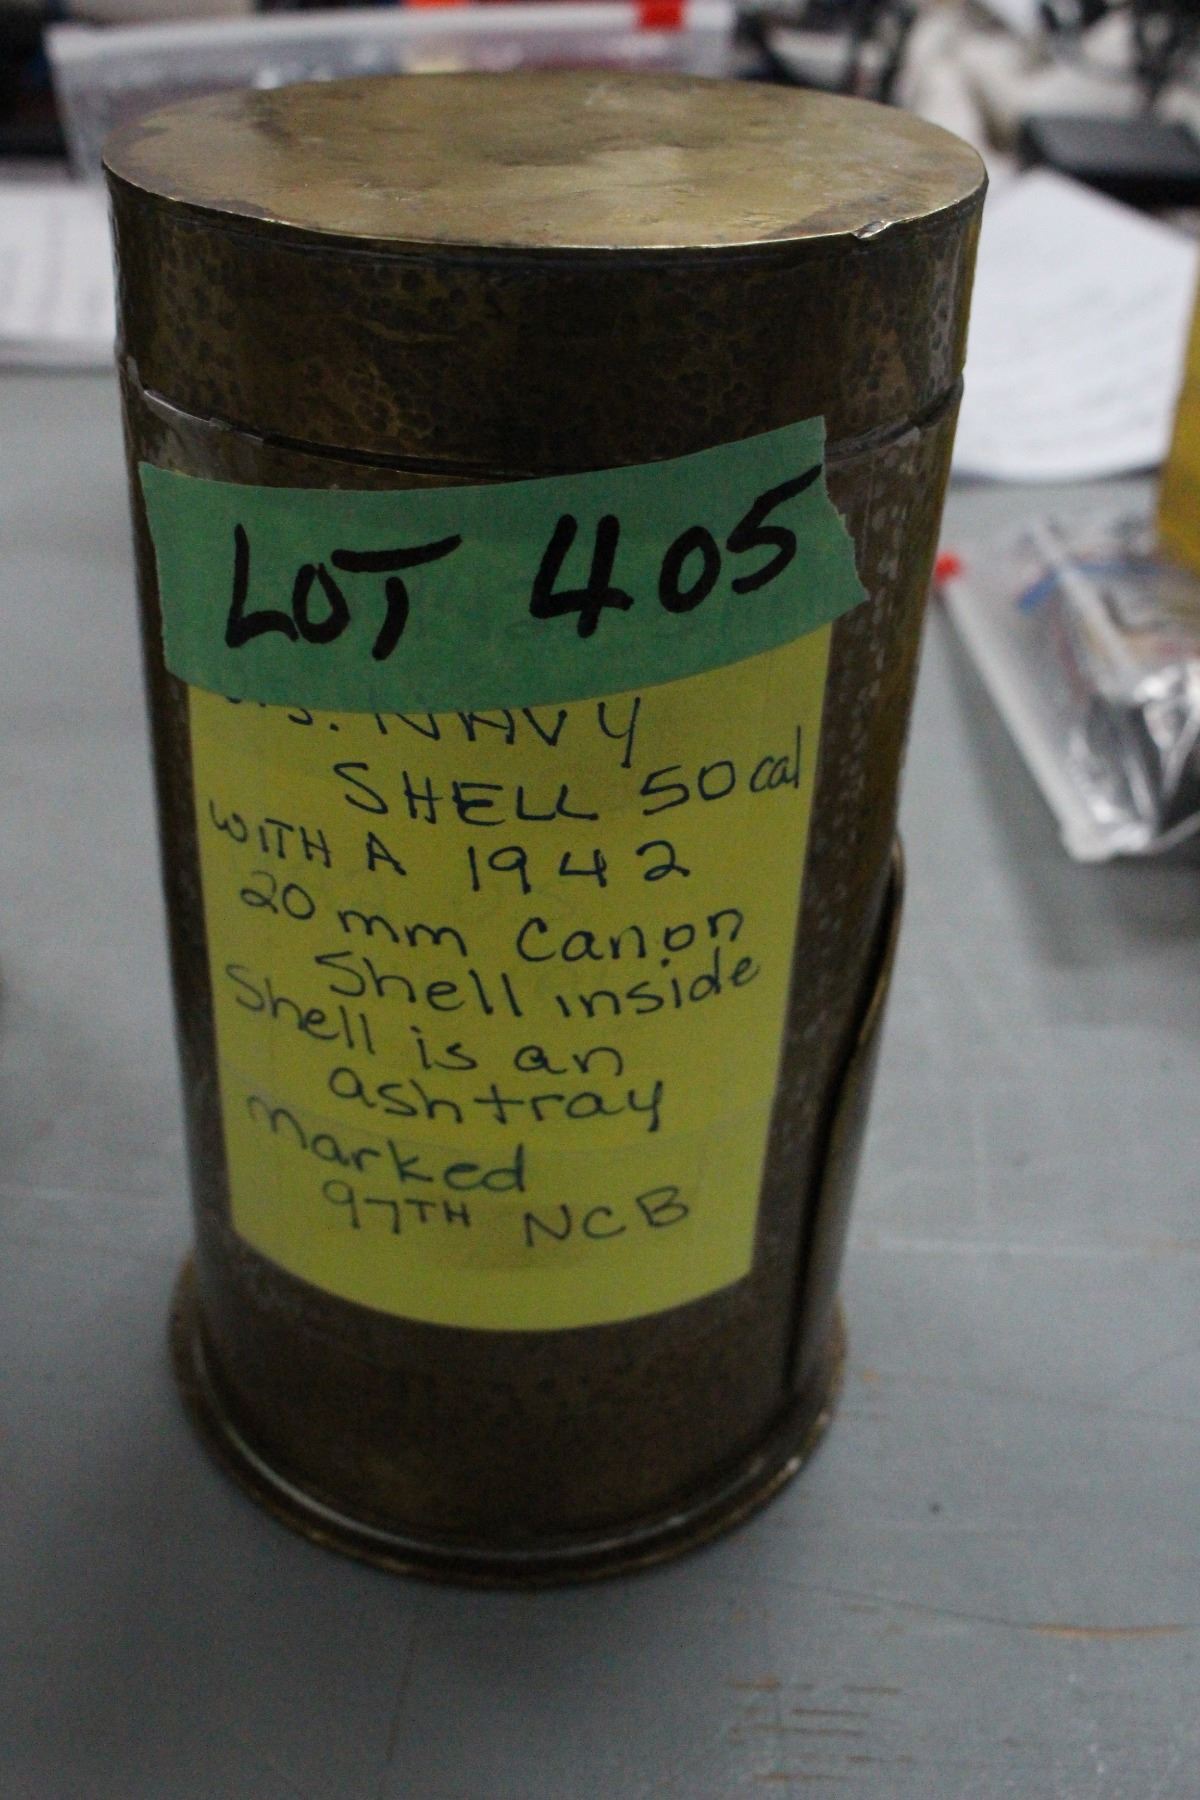 LOT 405
U.S. NAVY
SHELL 50 cal
WITH A 1942
20 mm Canon
Shell inside
Shell is an
ashtray
marked
97TH NCB